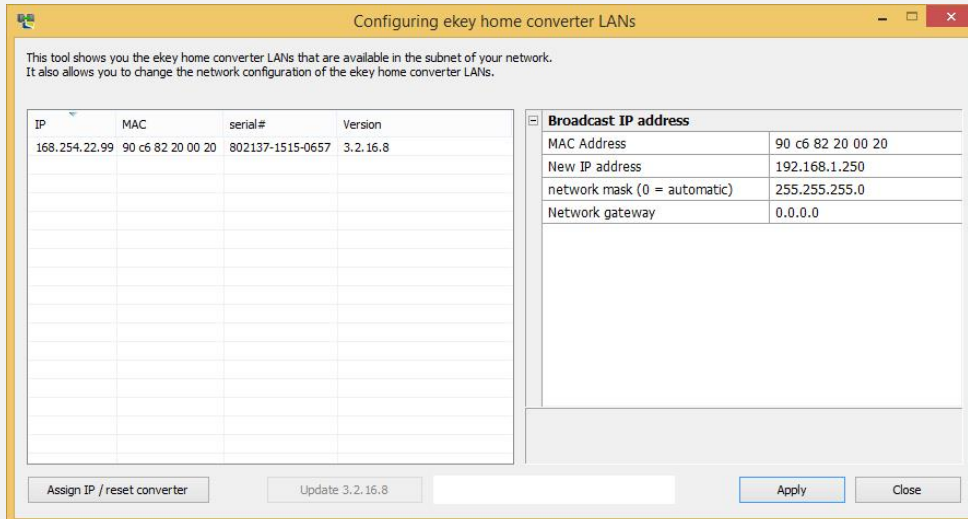 Configuring ekey home converter LANs
This tool shows you the ekey home converter LANs that are available in the subnet of your network.
It also allows you to change the network configuration of the ekey home converter LANs.
IP MAC serial# Version
168.254.22.99 90 c6 82 20 00 20 802137-1515-0657 3.2.16.8
Broadcast IP address
MAC Address 90 c6 82 20 00 20
New IP address 192.168.1.250
network mask (0 = automatic) 255.255.255.0
Network gateway 0.0.0.0
Assign IP / reset converter Update 3.2.16.8 Apply Close